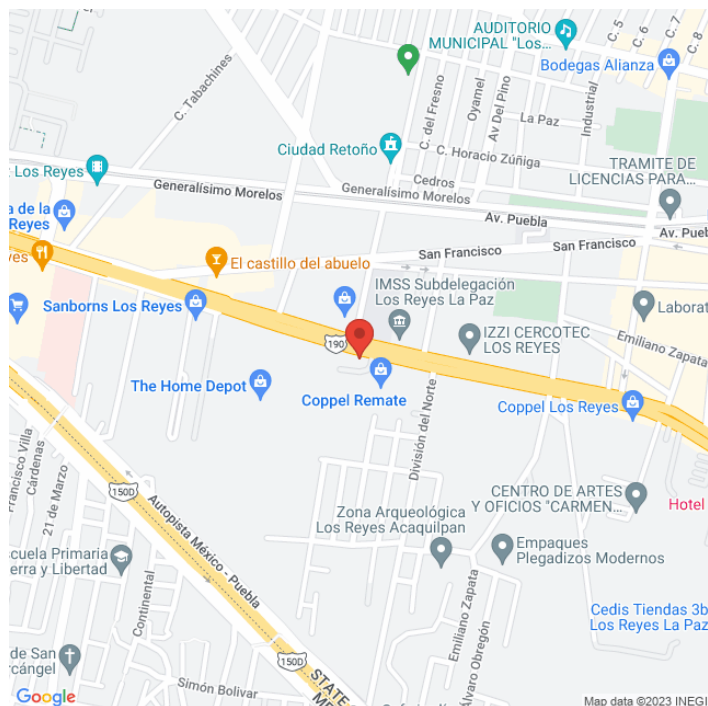 AUDITORIO
MUNICIPAL "Los...
C. 5
C. 6
C. 7
C. 8
Bodegas Alianza
C. Tabachines
C. del Fresno
Oyamel
Av Del Pino
La Paz
Industrial
Ciudad Retoño
C. Horacio Zúñiga
Los Reyes
Generalísimo Morelos
Cedros
Generalísimo Morelos
TRAMITE DE
LICENCIAS PARA...
Av. Puebla
Av. Pueb
a de la
Reyes
San Francisco
San Francisco
yes
El castillo del abuelo
IMSS Subdelegación
Los Reyes La Paz
Sanborns Los Reyes
Laborat
190
IZZI CERCOTEC
LOS REYES
Emiliano Zapata
The Home Depot
Coppel Remate
Coppel Los Reyes
División del Norte
Francisco Villa
Cárdenas
21 de Marzo
150D
Autopista México - Puebla
CENTRO DE ARTES
Y OFICIOS "CARMEN...
Hotel
Zona Arqueológica
Los Reyes Acaquilpan
Empaques
Plegadizos Modernos
scuela Primaria
erra y Libertad
Continental
Emiliano Zapata
Álvaro Obregón
Cedis Tiendas 3b
Los Reyes La Paz
de San
cángel
150D
Simón Bolivar
STATE
Google
Map data ©2023 INEGI